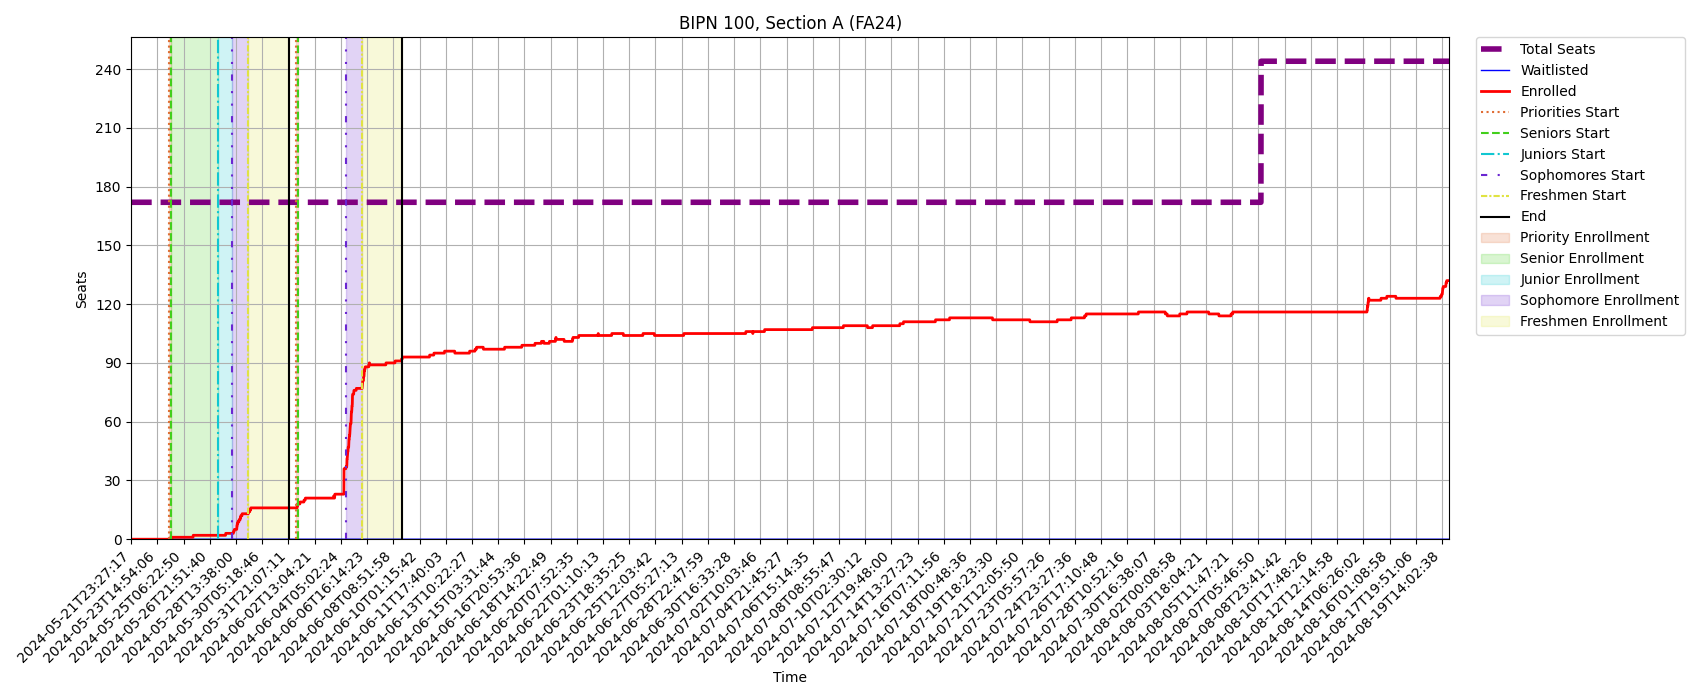 BIPN 100, Section A (FA24)
240
210
180
150
120
90
60
30
0
Seats
2024-05-21T23:27:17
2024-05-23T14:54:06
2024-05-25T06:22:50
2024-05-26T21:51:40
2024-05-28T13:38:00
2024-05-30T05:18:46
2024-05-31T21:07:11
2024-06-02T13:04:21
2024-06-04T05:02:24
2024-06-06T16:14:23
2024-06-08T08:51:58
2024-06-10T01:15:42
2024-06-11T17:40:03
2024-06-13T10:22:27
2024-06-15T03:31:44
2024-06-16T20:53:36
2024-06-18T14:22:49
2024-06-20T07:52:35
2024-06-22T01:10:13
2024-06-23T18:35:25
2024-06-25T12:03:42
2024-06-27T05:27:13
2024-06-28T22:47:59
2024-06-30T16:33:28
2024-07-02T10:03:46
2024-07-04T21:45:27
2024-07-06T15:14:35
2024-07-08T08:55:47
2024-07-10T02:30:12
2024-07-12T19:48:00
2024-07-14T13:27:23
2024-07-16T07:11:56
2024-07-18T00:48:36
2024-07-19T18:23:30
2024-07-21T12:05:50
2024-07-23T05:57:26
2024-07-24T23:27:36
2024-07-26T17:10:48
2024-07-28T10:52:16
2024-07-30T16:38:07
2024-08-02T00:08:58
2024-08-03T18:04:21
2024-08-05T11:47:21
2024-08-07T05:46:50
2024-08-08T23:41:42
2024-08-10T17:48:26
2024-08-12T12:14:58
2024-08-14T06:26:02
2024-08-16T01:08:58
2024-08-17T19:51:06
2024-08-19T14:02:38
Time
Total Seats
Waitlisted
Enrolled
Priorities Start
Seniors Start
Juniors Start
Sophomores Start
Freshmen Start
End
Priority Enrollment
Senior Enrollment
Junior Enrollment
Sophomore Enrollment
Freshmen Enrollment